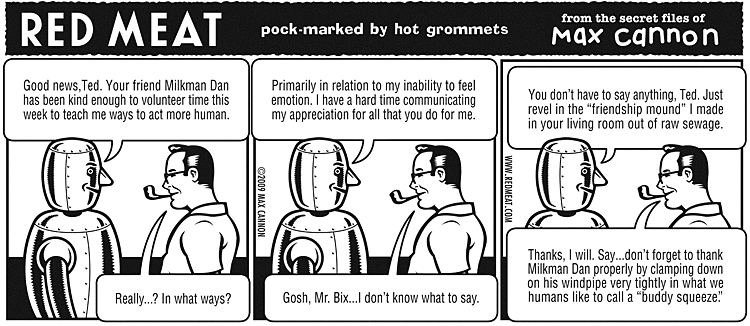 RED MEAT
pock-marked by hot grommets
from the secret files of
Max cannon
Good news,Ted. Your friend Milkman Dan
has been kind enough to volunteer time this
week to teach me ways to act more human.
Really...? In what ways?
Primarily in relation to my inability to feel
emotion. I have a hard time communicating
my appreciation for all that you do for me.
©2009 MAX CANNON
Gosh, Mr. Bix...I don't know what to say.
You don't have to say anything, Ted. Just
revel in the “friendship mound” I made
in your living room out of raw sewage.
WWW.REDMEAT.COM
Thanks, I will. Say...don't forget to thank
Milkman Dan properly by clamping down
on his windpipe very tightly in what we
humans like to call a “buddy squeeze.”